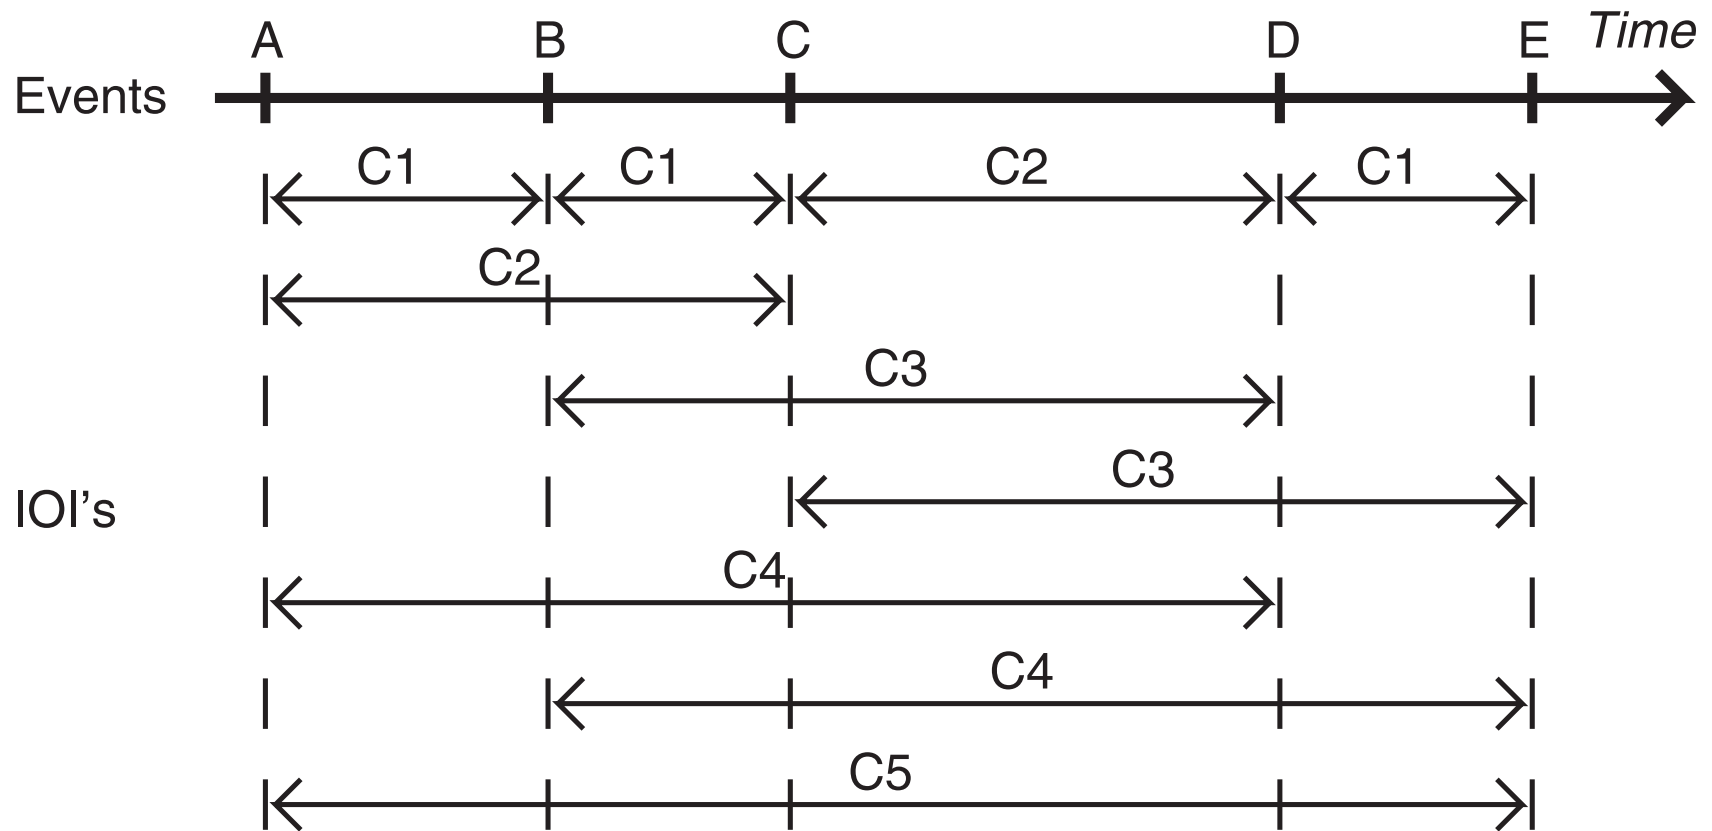 A B C D E Time
Events
C1 C1 C2 C1
C2
C3
C3
IOI's
C4
C4
C5